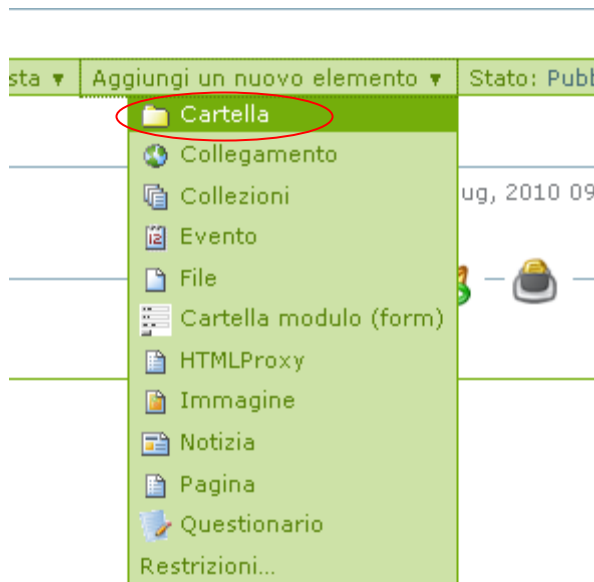 sta ▼ Aggiungi un nuovo elemento ▼ Stato: Pubb
Cartella
Collegamento
Collezioni
ug, 2010 09
Evento
File
Cartella modulo (form)
HTMLProxy
Immagine
Notizia
Pagina
Questionario
Restrizioni...